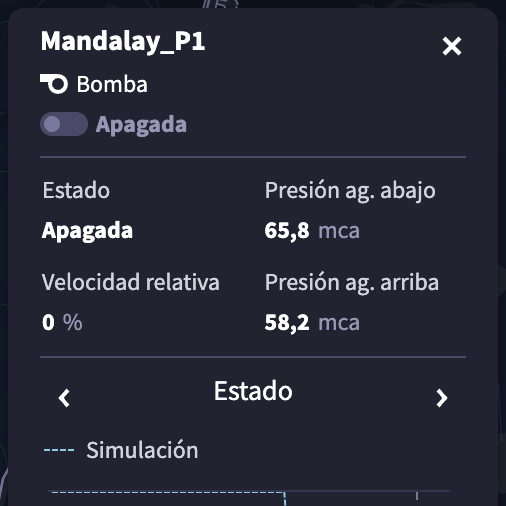 Mandalay_P1
Bomba
Apagada
Estado
Presión ag. abajo
Apagada
65,8 mca
Velocidad relativa
Presión ag. arriba
0 %
58,2 mca
Estado
Simulación